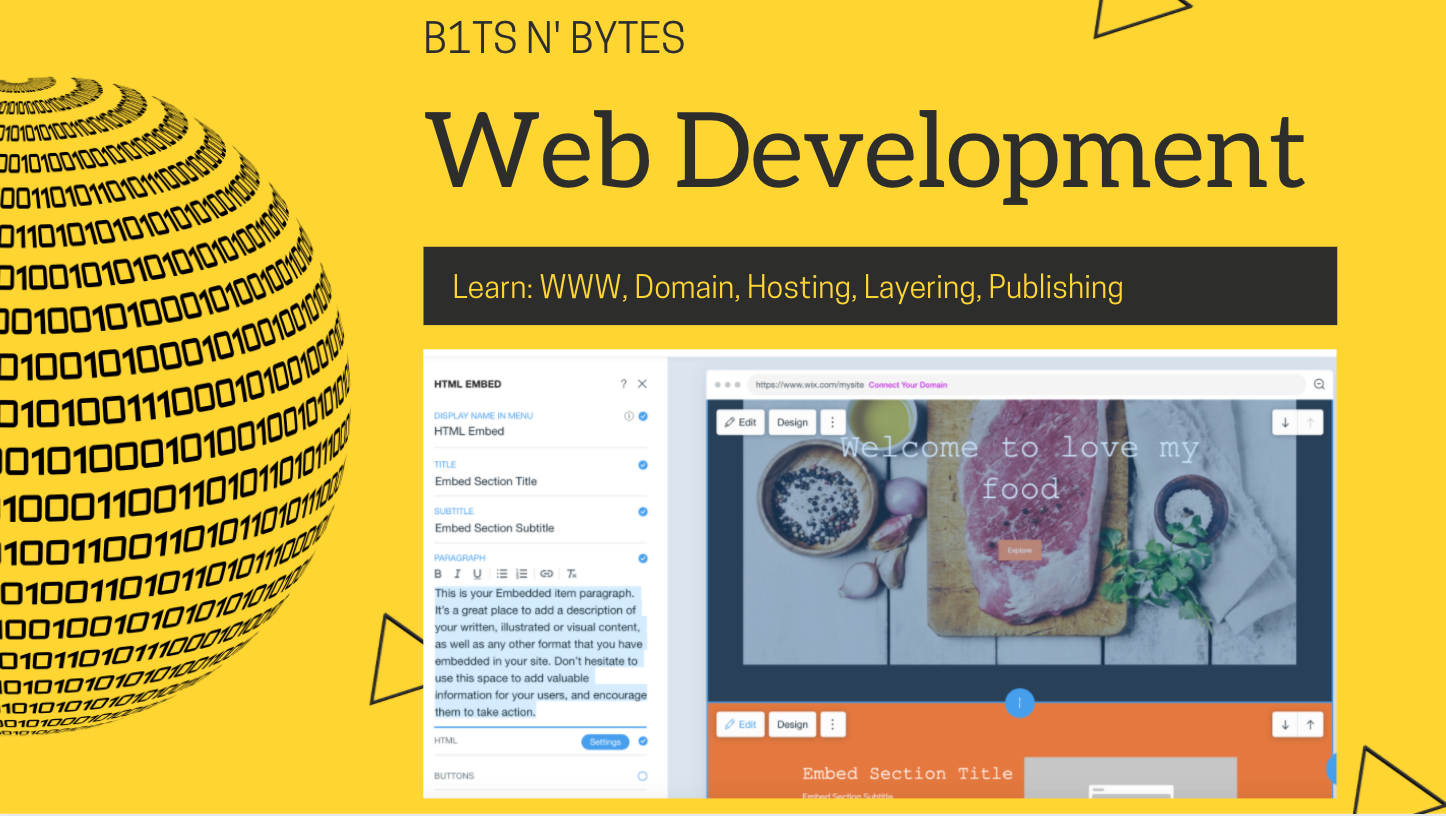 B1TS N' BYTES
Web Development
Learn: WWW, Domain, Hosting, Layering, Publishing
HTML EMBED
?
DISPLAY NAME IN MENU
HTML Embed
TITLE
Embed Section Title
SUBTITLE
Embed Section Subtitle
PARAGRAPH
B I U
This is your Embedded item paragraph.
It's a great place to add a description of
your written, illustrated or visual content,
as well as any other format that you have
embedded in your site. Don't hesitate to
use this space to add valuable
information for your users, and encourage
them to take action.
HTML Settings
BUTTONS
https://www.wix.com/mysite Connect Your Domain
Edit Design
Welcome to love my
food
Explore
Edit Design
Embed Section Title
Embed Section Subtitle